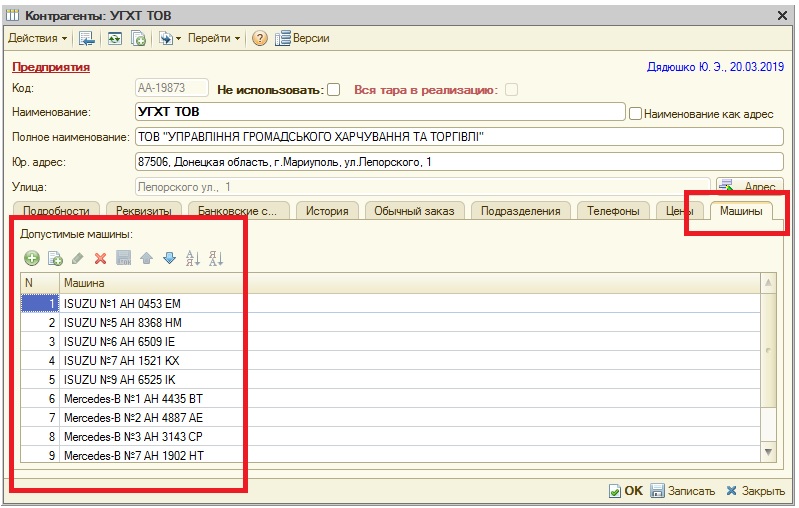 Контрагенты: УГХТ ТОВ
Действия Перейти Версии
Предприятия Дядюшко Ю. Э., 20.03.2019
Код: АА-19873 Не использовать: Вся тара в реализацию:
Наименование: УГХТ ТОВ Наименование как адрес
Полное наименование: ТОВ "УПРАВЛІННЯ ГРОМАДСЬКОГО ХАРЧУВАННЯ ТА ТОРГІВЛІ"
Юр. адрес: 87506, Донецкая область, г.Мариуполь, ул.Лепорского, 1
Улица: Лепорского ул., 1 Адрес
Подробности Реквизиты Банковские с... История Обычный заказ Подразделения Телефоны Цены Машины
Допустимые машины:
N Машина
1 ISUZU №1 АН 0453 ЕМ
2 ISUZU №5 АН 8368 НМ
3 ISUZU №6 АН 6509 ІЕ
4 ISUZU №7 АН 1521 КХ
5 ISUZU №9 АН 6525 ІК
6 Mercedes-B №1 АН 4435 ВТ
7 Mercedes-B №2 АН 4887 АЕ
8 Mercedes-B №3 АН 3143 СР
9 Mercedes-B №7 АН 1902 НТ
ОК Записать Закрыть